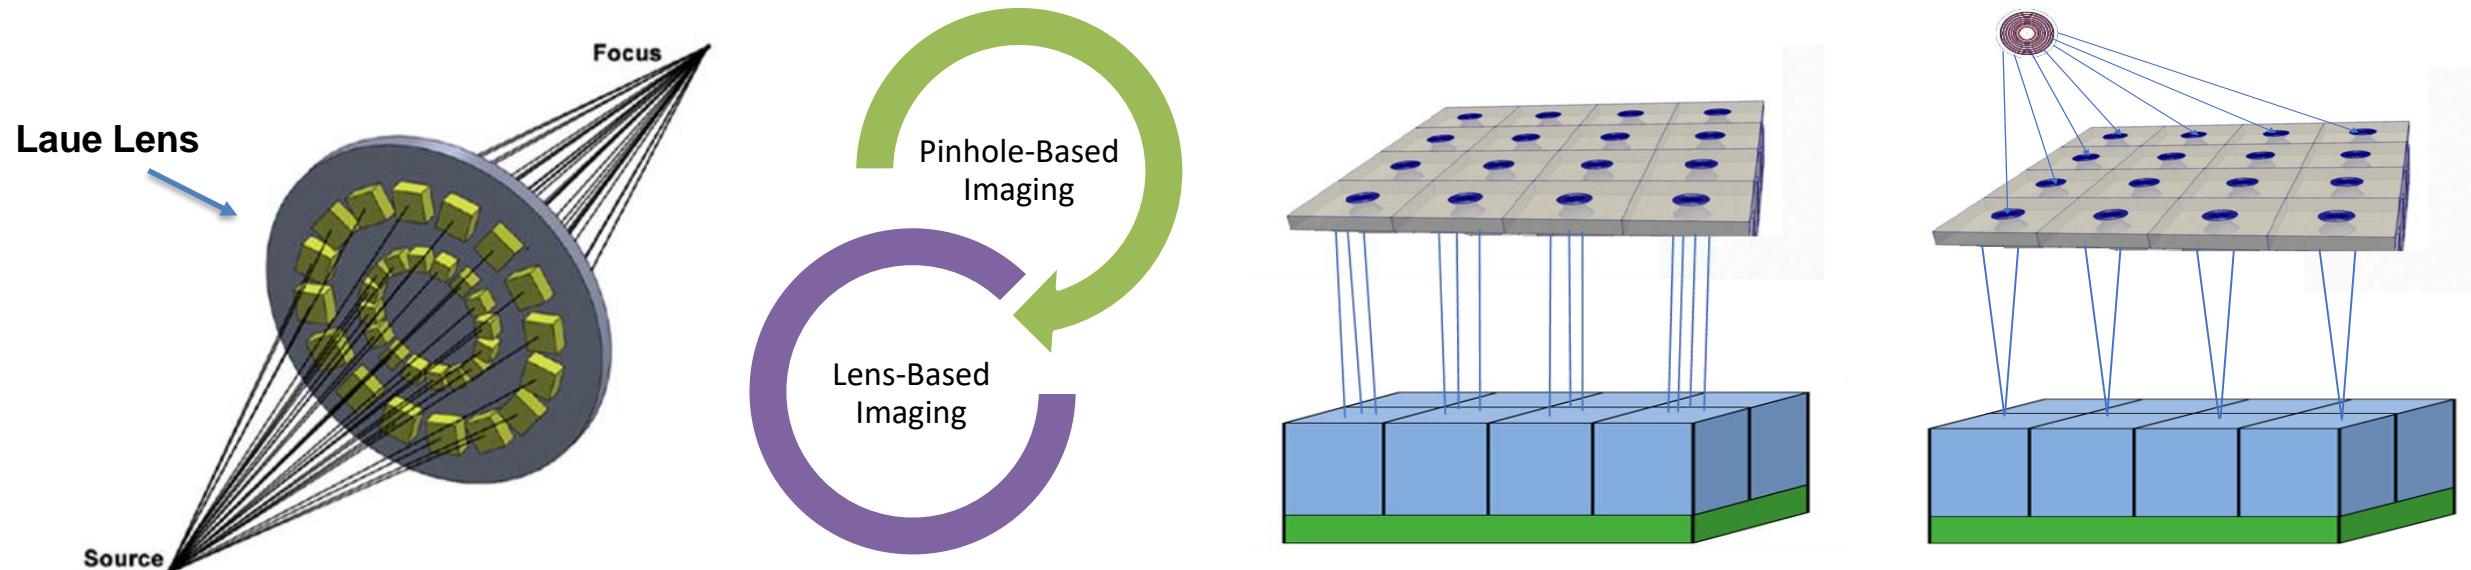 Focus
Laue Lens
Source
Pinhole-Based
Imaging
Lens-Based
Imaging